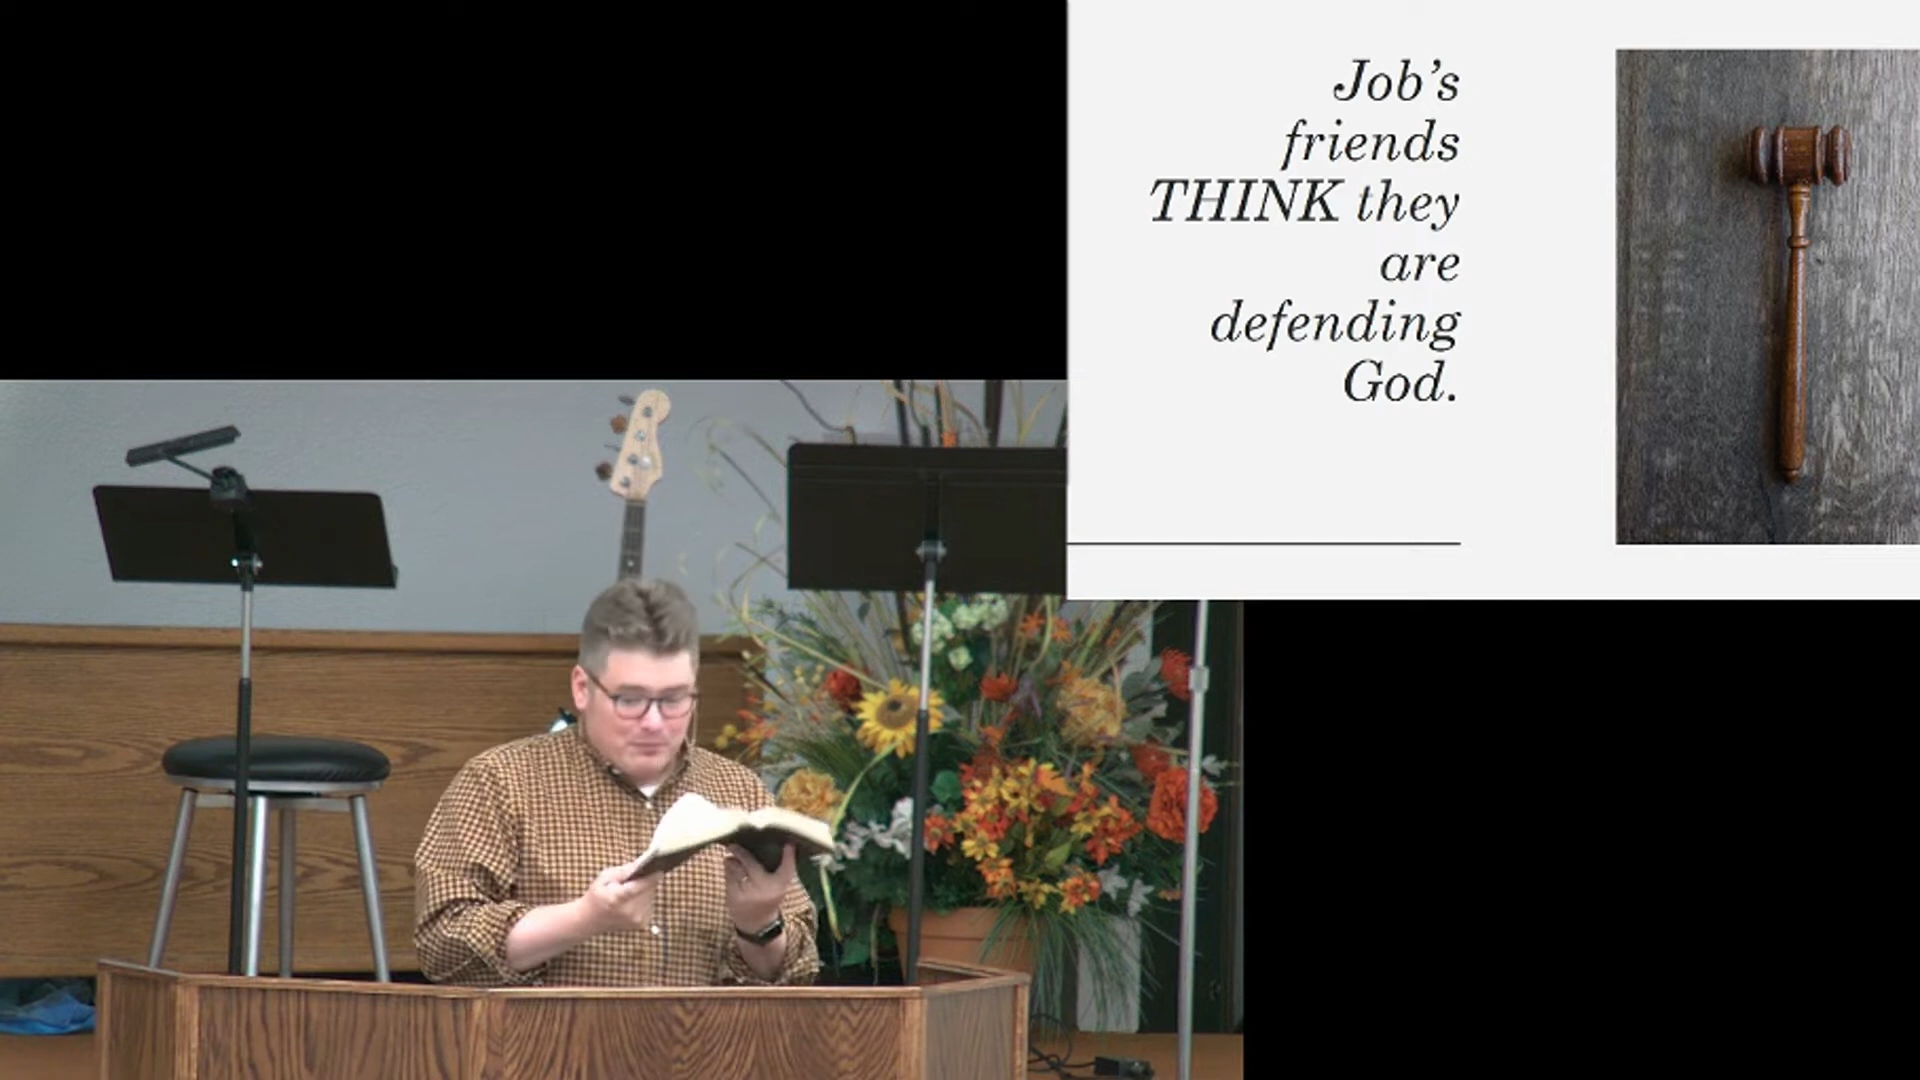 Job’s
friends
THINK they
are
defending
God.